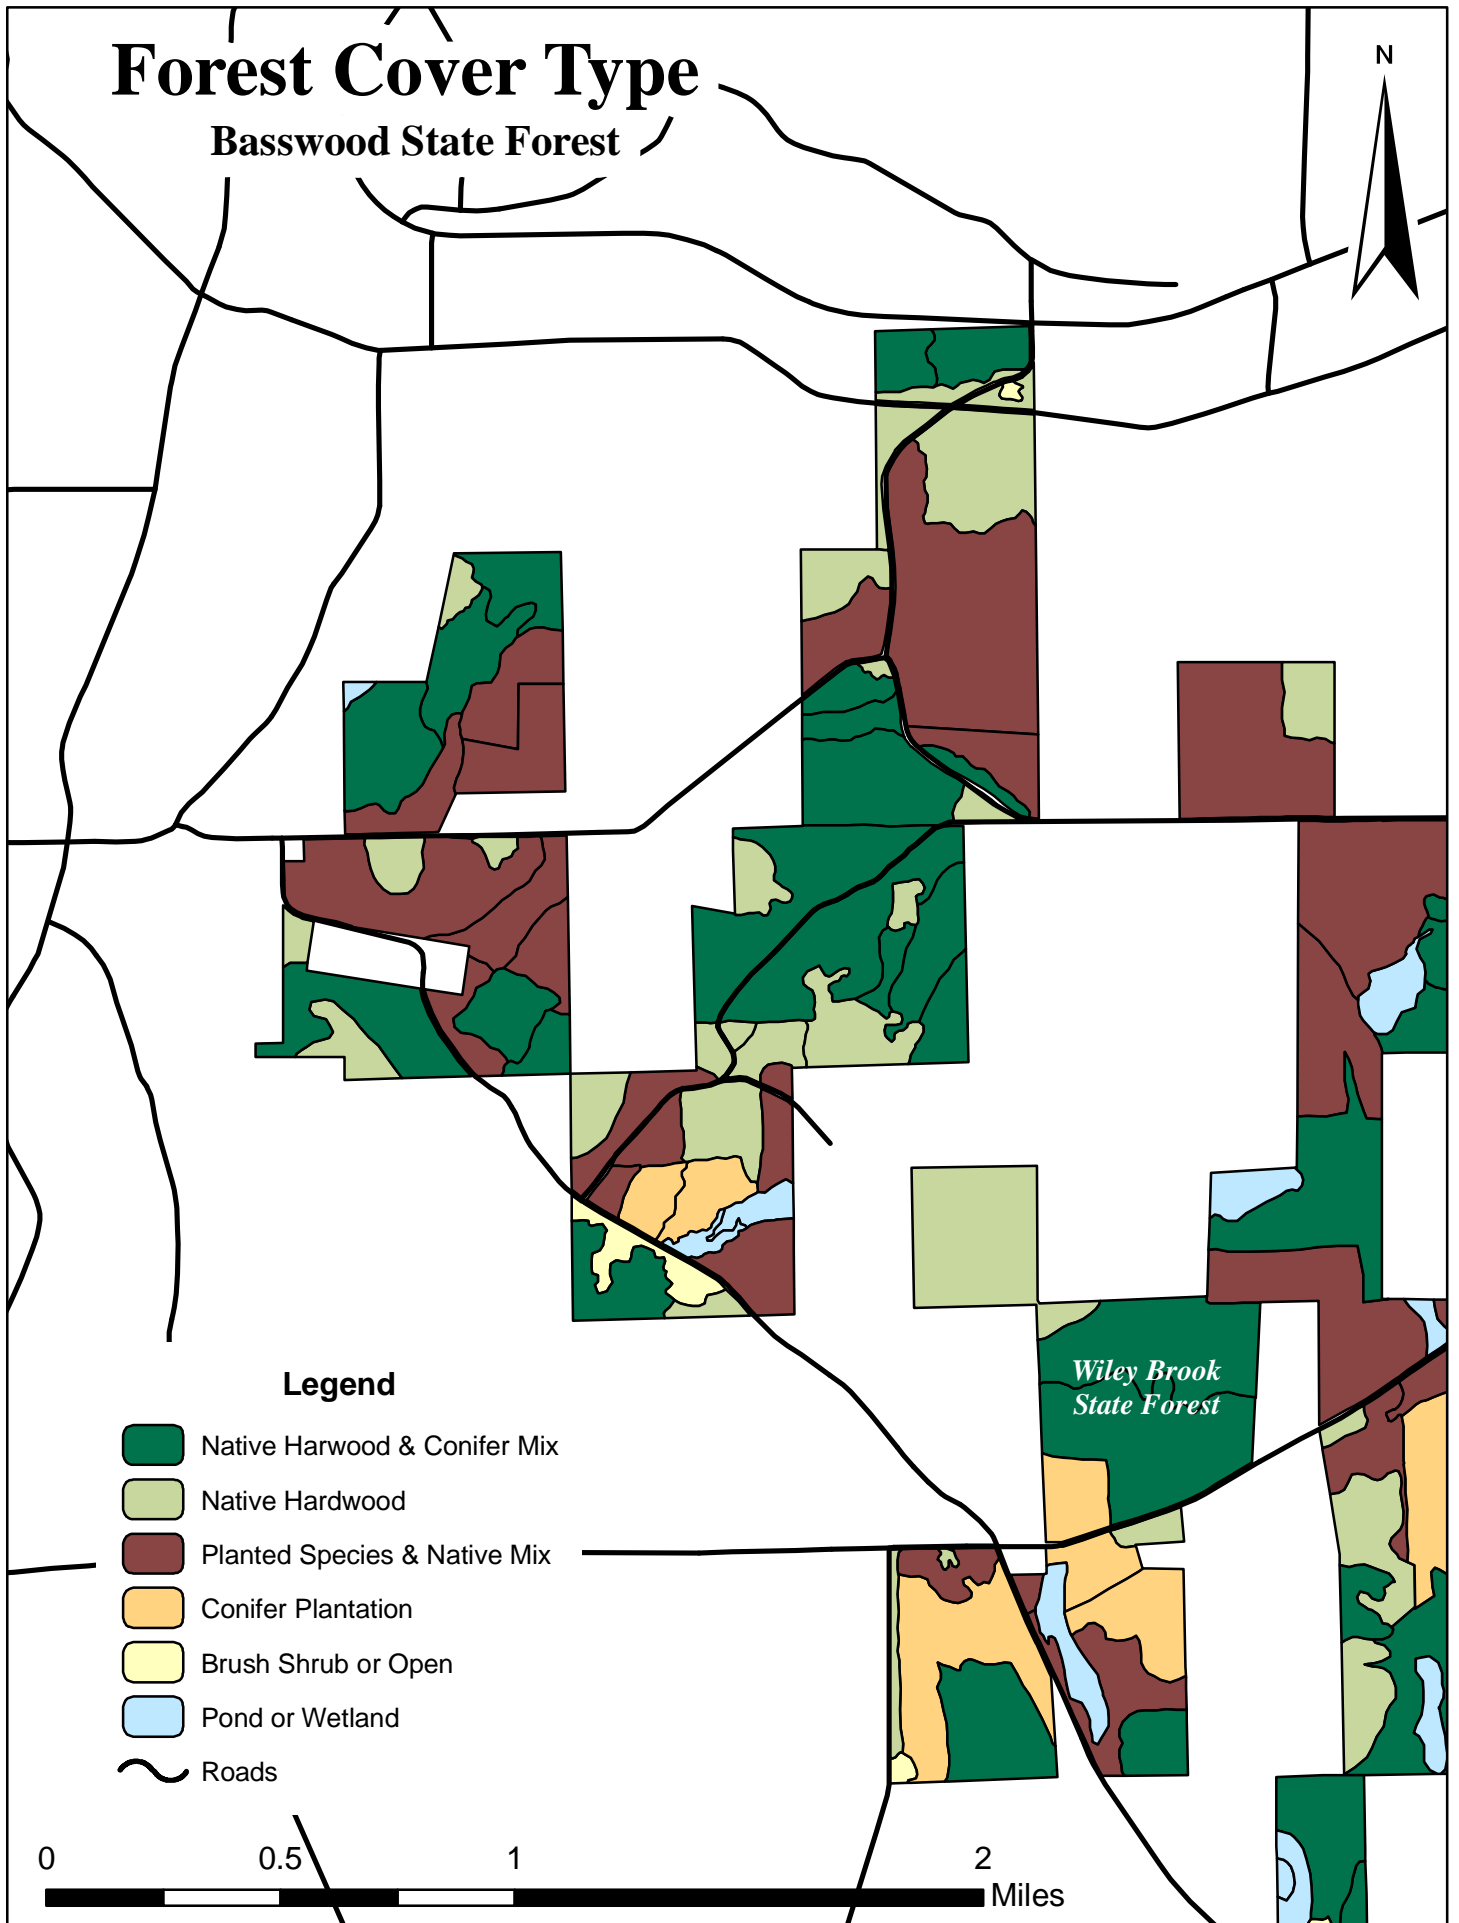 Forest Cover Type
Basswood State Forest
N
Wiley Brook
State Forest
Legend
Native Harwood & Conifer Mix
Native Hardwood
Planted Species & Native Mix
Conifer Plantation
Brush Shrub or Open
Pond or Wetland
Roads
0 0.5 1 2
Miles